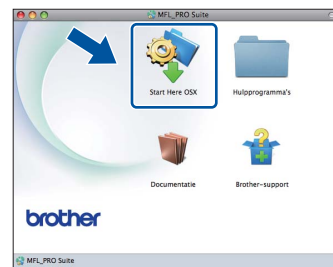 MFL_PRO Suite
Start Here OSX
Hulpprogramma's
Documentatie
Brother-support
brother
MFL_PRO Suite